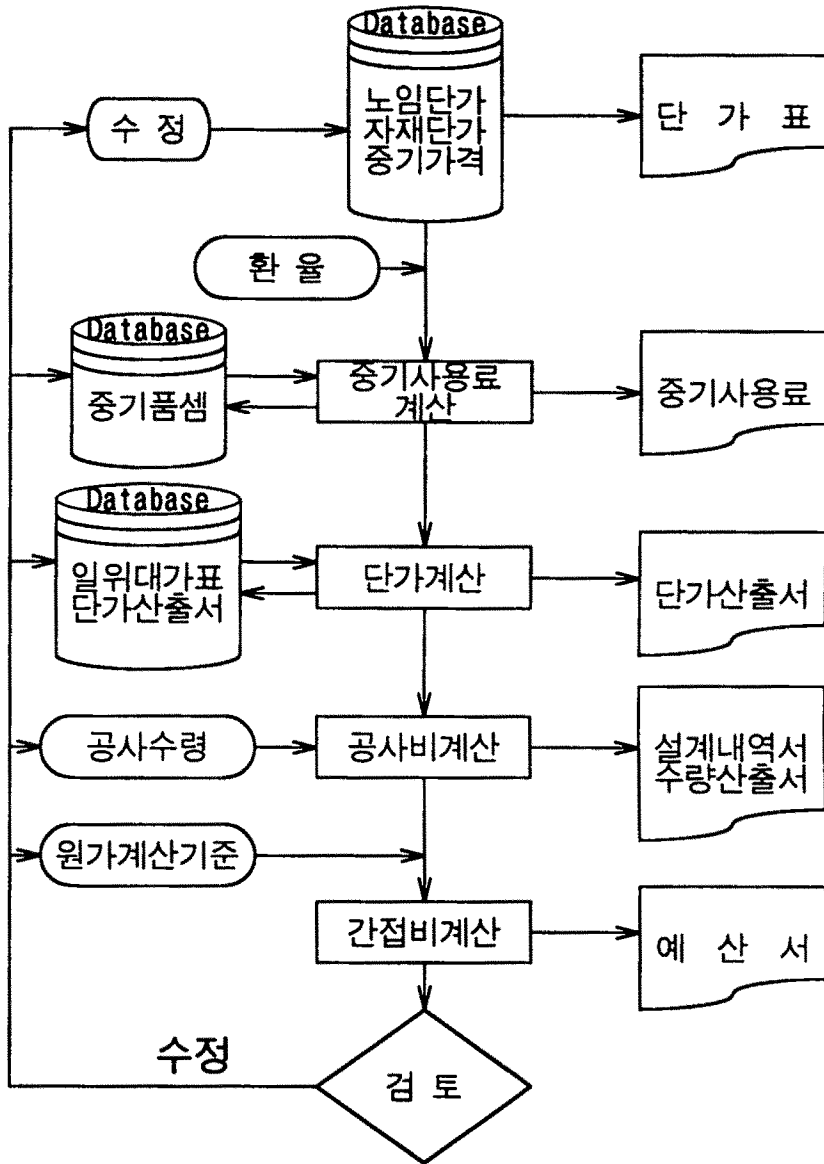 Database
노임단가
자재단가
중기가격
단 가 표
수 정
환 율
Database
중기품셈
중기사용료
계산
중기사용료
Database
일위대가표
단가산출서
단가계산
단가산출서
공사수령
공사비계산
설계내역서
수량산출서
원가계산기준
간접비계산
예 산 서
수정
검 토